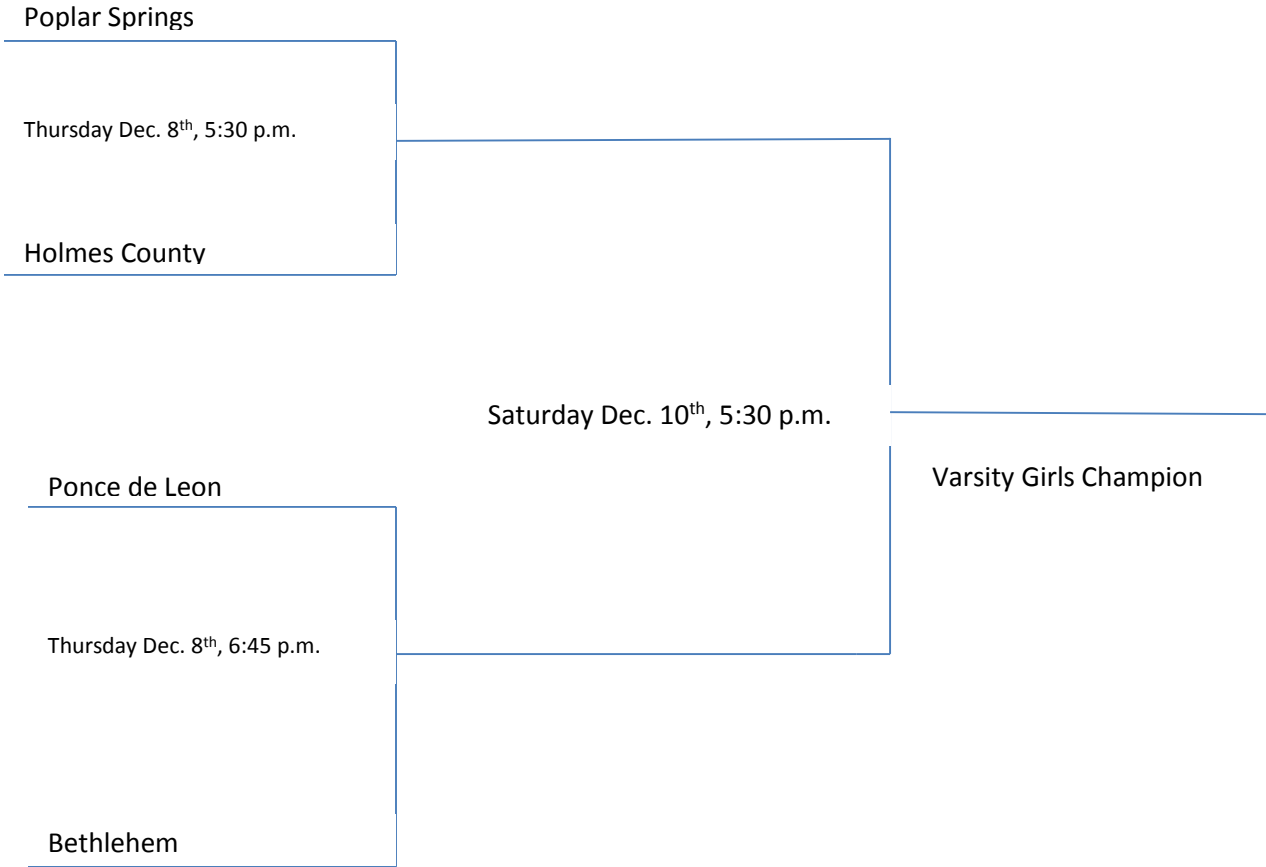 Poplar Springs
Thursday Dec. 8th, 5:30 p.m.
Holmes County
Saturday Dec. 10th, 5:30 p.m.
Ponce de Leon
Varsity Girls Champion
Thursday Dec. 8th, 6:45 p.m.
Bethlehem